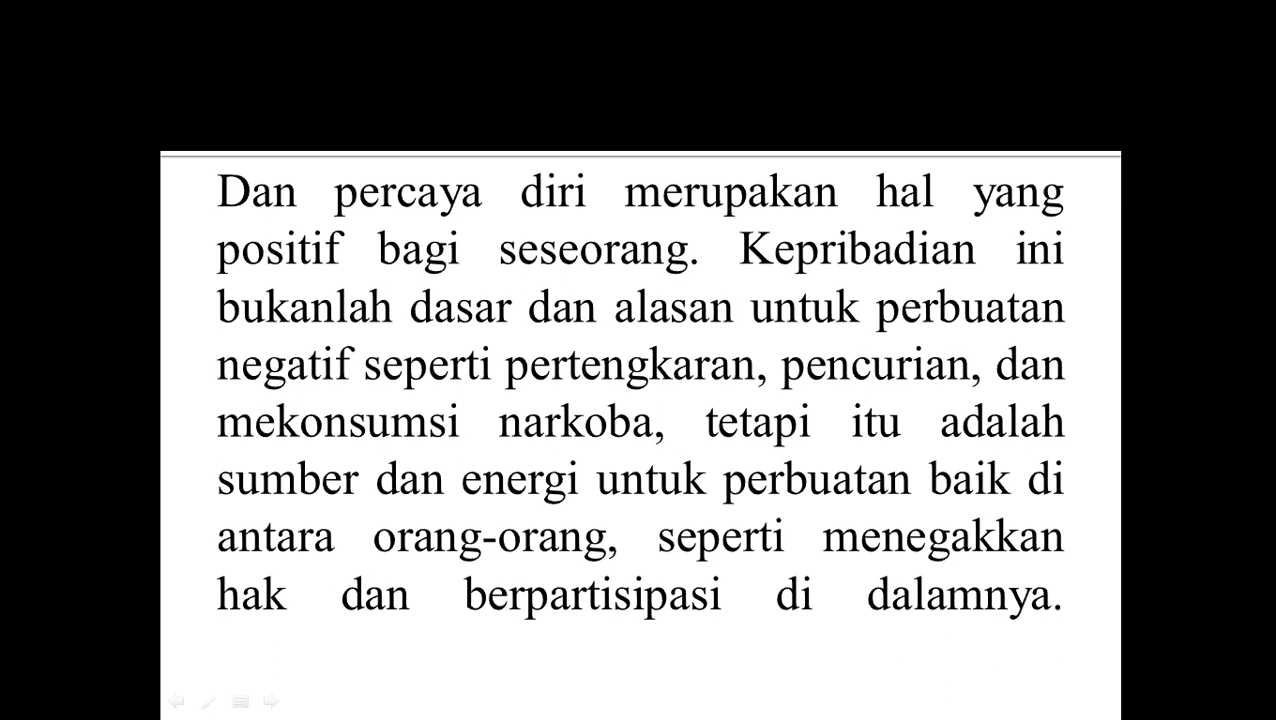 Dan percaya diri merupakan hal yang
positif bagi seseorang. Kepribadian ini
bukanlah dasar dan alasan untuk perbuatan
negatif seperti pertengkaran, pencurian, dan
mekonsumsi narkoba, tetapi itu adalah
sumber dan energi untuk perbuatan baik di
antara orang-orang, seperti menegakkan
hak dan berpartisipasi di dalamnya.